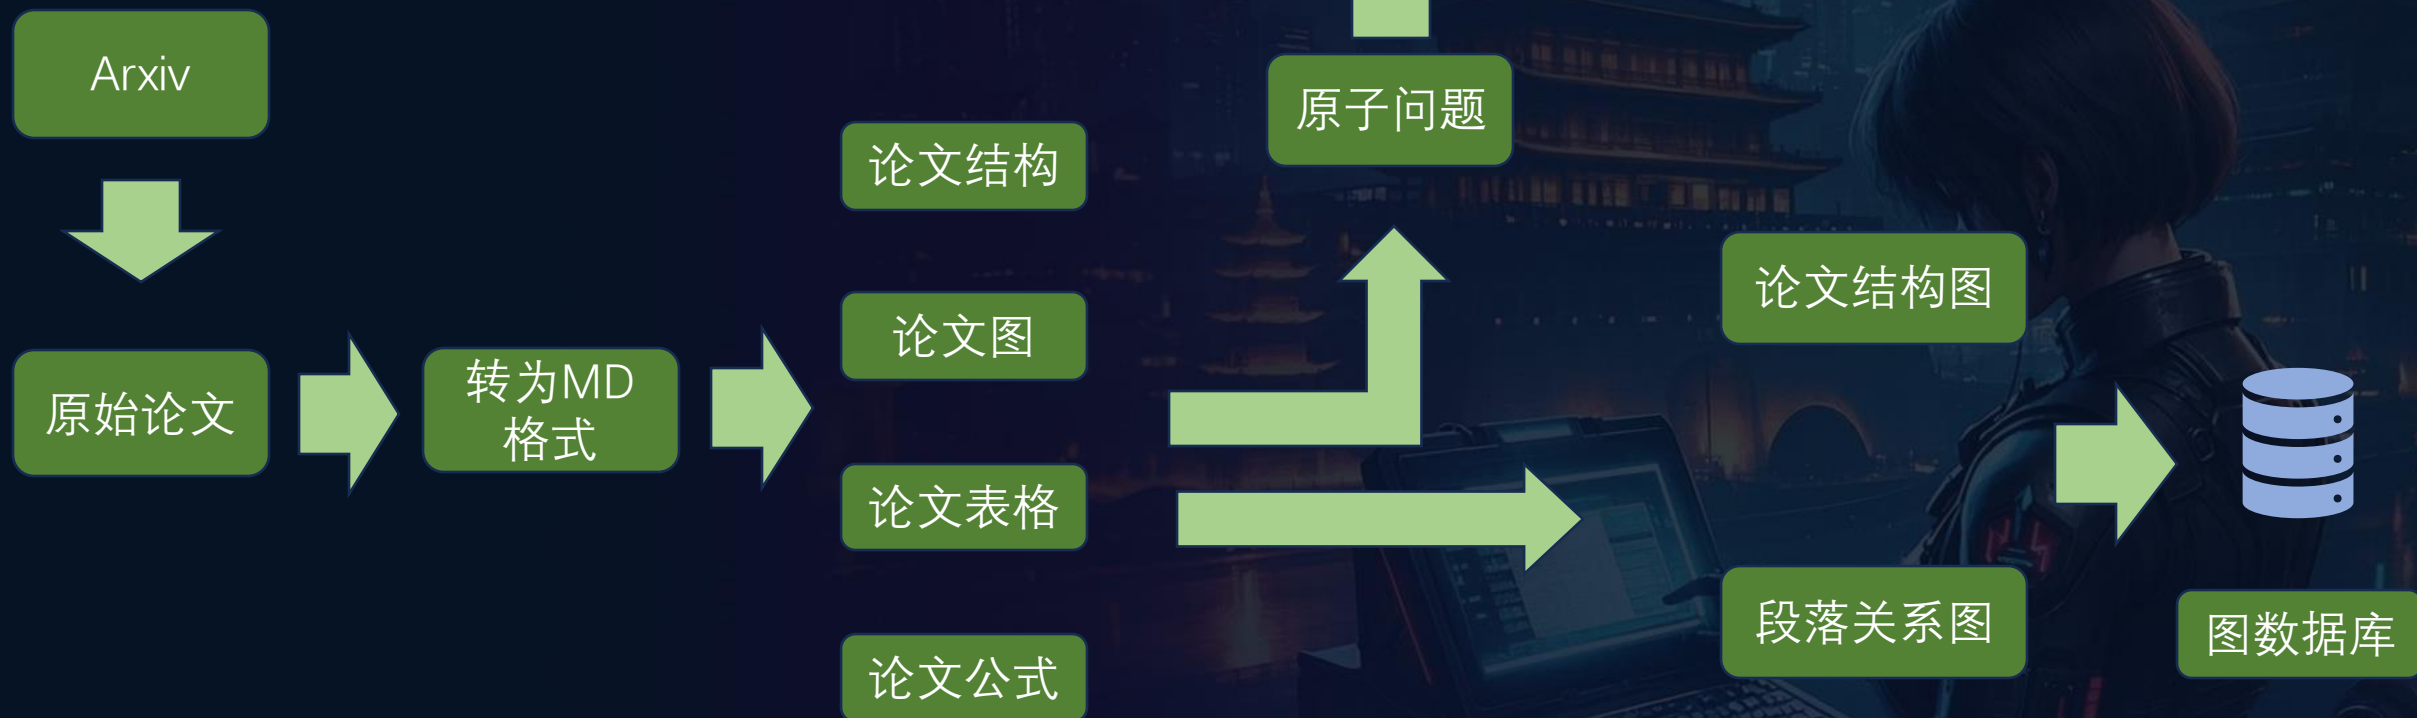 Arxiv
原始论文
转为MD
格式
论文结构
论文图
论文表格
论文公式
原子问题
论文结构图
段落关系图
图数据库